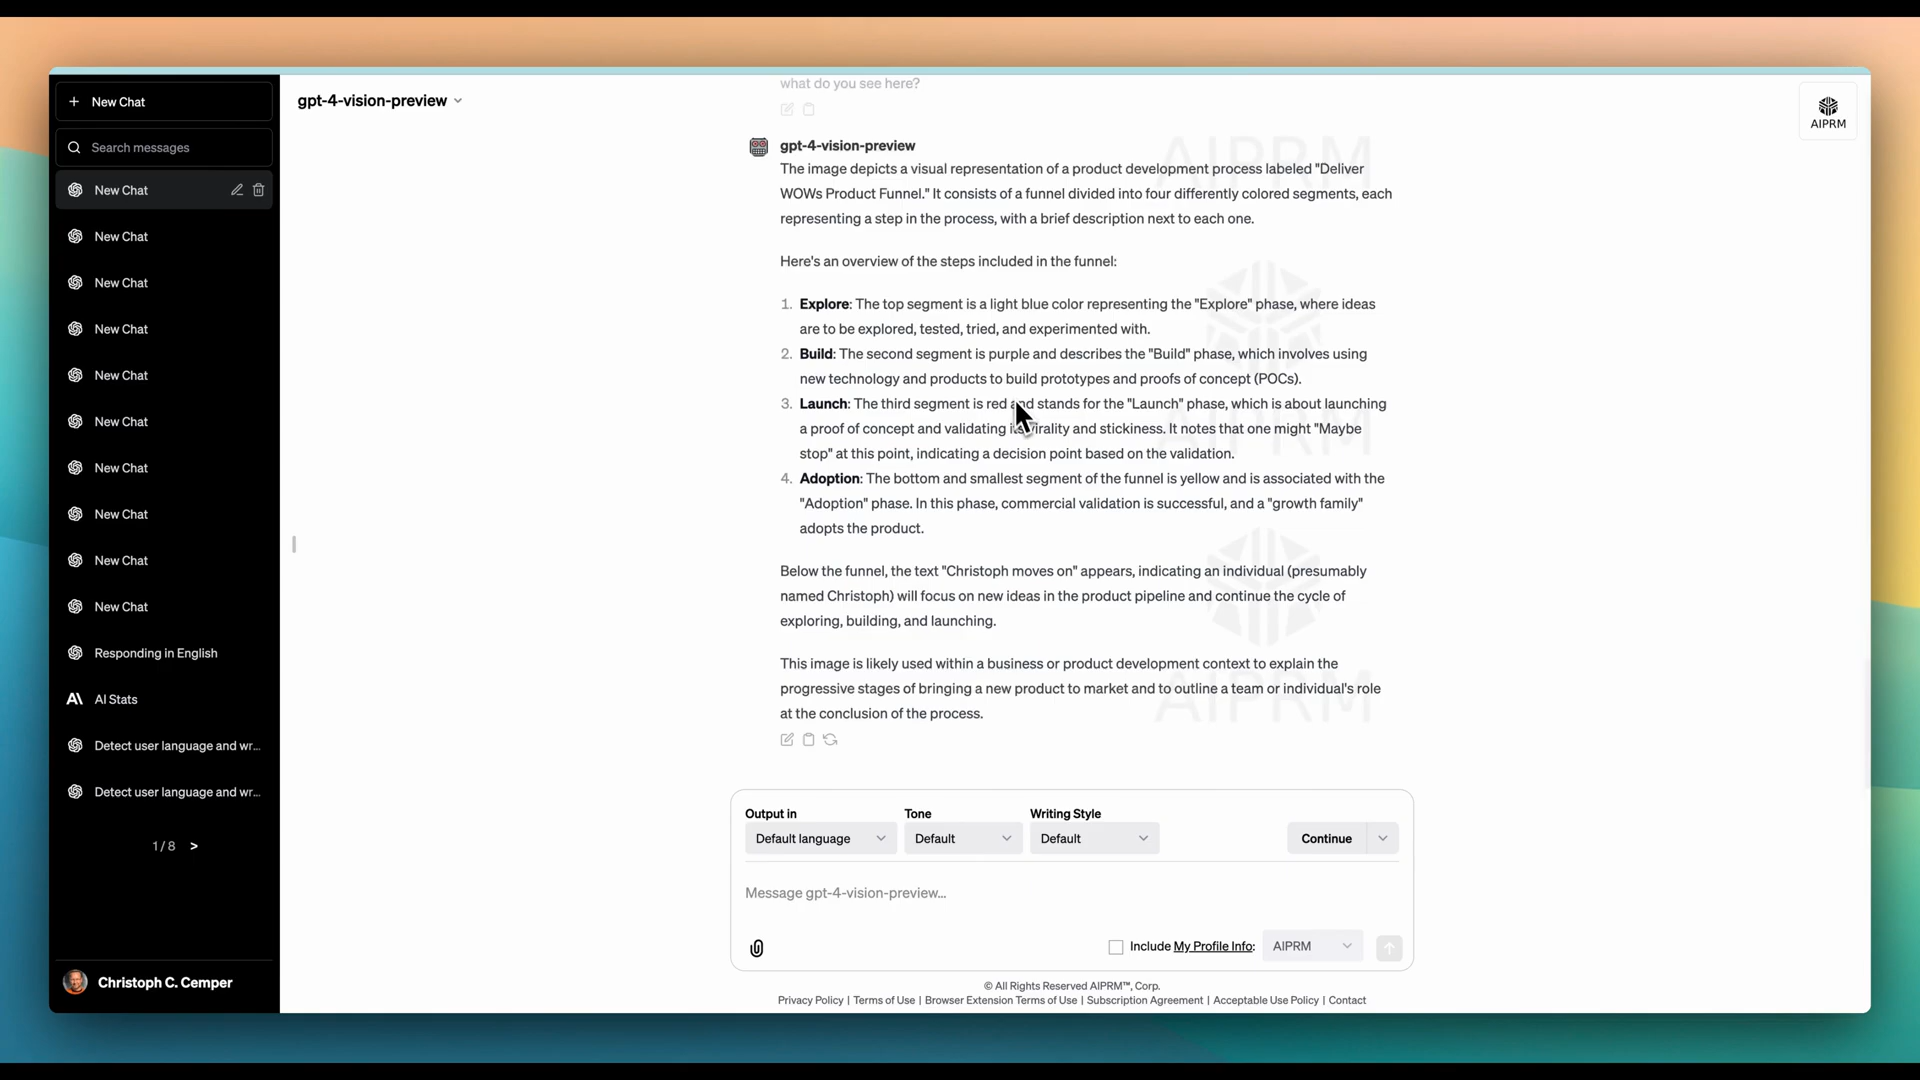 New Chat
Search messages
New Chat
New Chat
New Chat
New Chat
New Chat
New Chat
New Chat
New Chat
New Chat
New Chat
Responding in English
AI Stats
Detect user language and wr...
Detect user language and wr...
1/8 >
Christoph C. Cemper
gpt-4-vision-preview
AIPRM
what do you see here?
gpt-4-vision-preview
The image depicts a visual representation of a product development process labeled "Deliver
WOWs Product Funnel." It consists of a funnel divided into four differently colored segments, each
representing a step in the process, with a brief description next to each one.
Here's an overview of the steps included in the funnel:
1. Explore: The top segment is a light blue color representing the "Explore" phase, where ideas
are to be explored, tested, tried, and experimented with.
2. Build: The second segment is purple and describes the "Build" phase, which involves using
new technology and products to build prototypes and proofs of concept (POCs).
3. Launch: The third segment is red and stands for the "Launch" phase, which is about launching
a proof of concept and validating its virality and stickiness. It notes that one might "Maybe
stop" at this point, indicating a decision point based on the validation.
4. Adoption: The bottom and smallest segment of the funnel is yellow and is associated with the
"Adoption" phase. In this phase, commercial validation is successful, and a "growth family"
adopts the product.
Below the funnel, the text "Christoph moves on" appears, indicating an individual (presumably
named Christoph) will focus on new ideas in the product pipeline and continue the cycle of
exploring, building, and launching.
This image is likely used within a business or product development context to explain the
progressive stages of bringing a new product to market and to outline a team or individual's role
at the conclusion of the process.
AIPRM
AIPRM
AIPRM
Output in Tone Writing Style
Default language Default Default Continue
Message gpt-4-vision-preview...
Include My Profile Info: AIPRM
© All Rights Reserved AIPRM™, Corp.
Privacy Policy | Terms of Use | Browser Extension Terms of Use | Subscription Agreement | Acceptable Use Policy | Contact